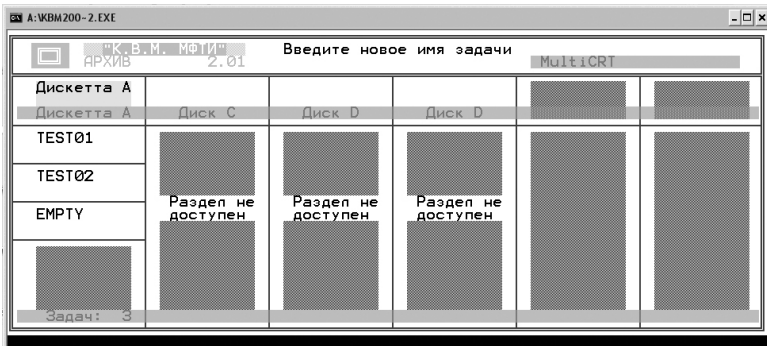 A:\KBM200-2.EXE
"К.В.М. МФТИ"
АРХИВ 2.01
Введите новое имя задачи
MultiCRT
Дискетта A
Дискетта A Диск C Диск D Диск D
TEST01
TEST02
EMPTY
Раздел не доступен
Раздел не доступен
Раздел не доступен
Задач: 3